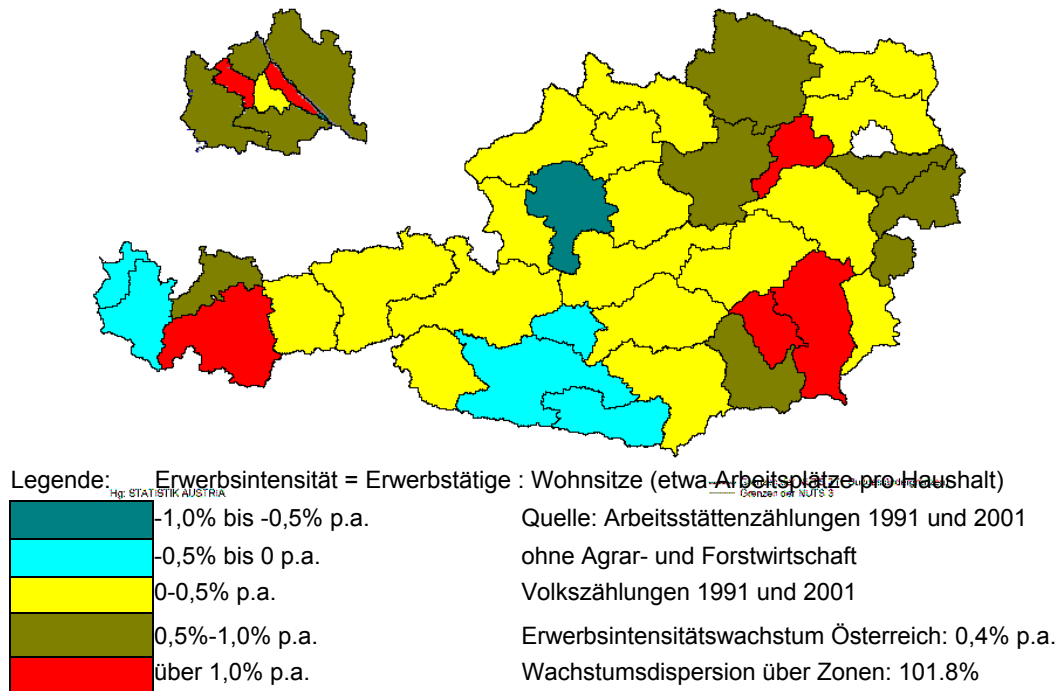 Legende: Erwerbsintensität = Erwerbstätige : Wohnsitze (etwa Arbeitsplätze pro Haushalt)
Hg: STATISTIK AUSTRIA
Grenzen der NUTS 3
-1,0% bis -0,5% p.a. Quelle: Arbeitsstättenzählungen 1991 und 2001
-0,5% bis 0 p.a. ohne Agrar- und Forstwirtschaft
0-0,5% p.a. Volkszählungen 1991 und 2001
0,5%-1,0% p.a. Erwerbsintensitätswachstum Österreich: 0,4% p.a.
über 1,0% p.a. Wachstumsdispersion über Zonen: 101.8%